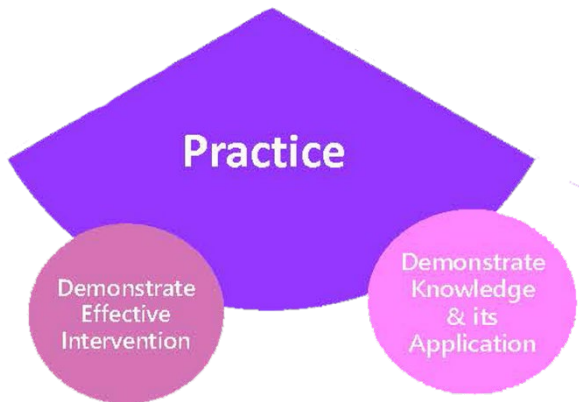 Practice
Demonstrate
Effective
Intervention
Demonstrate
Knowledge
& its
Application